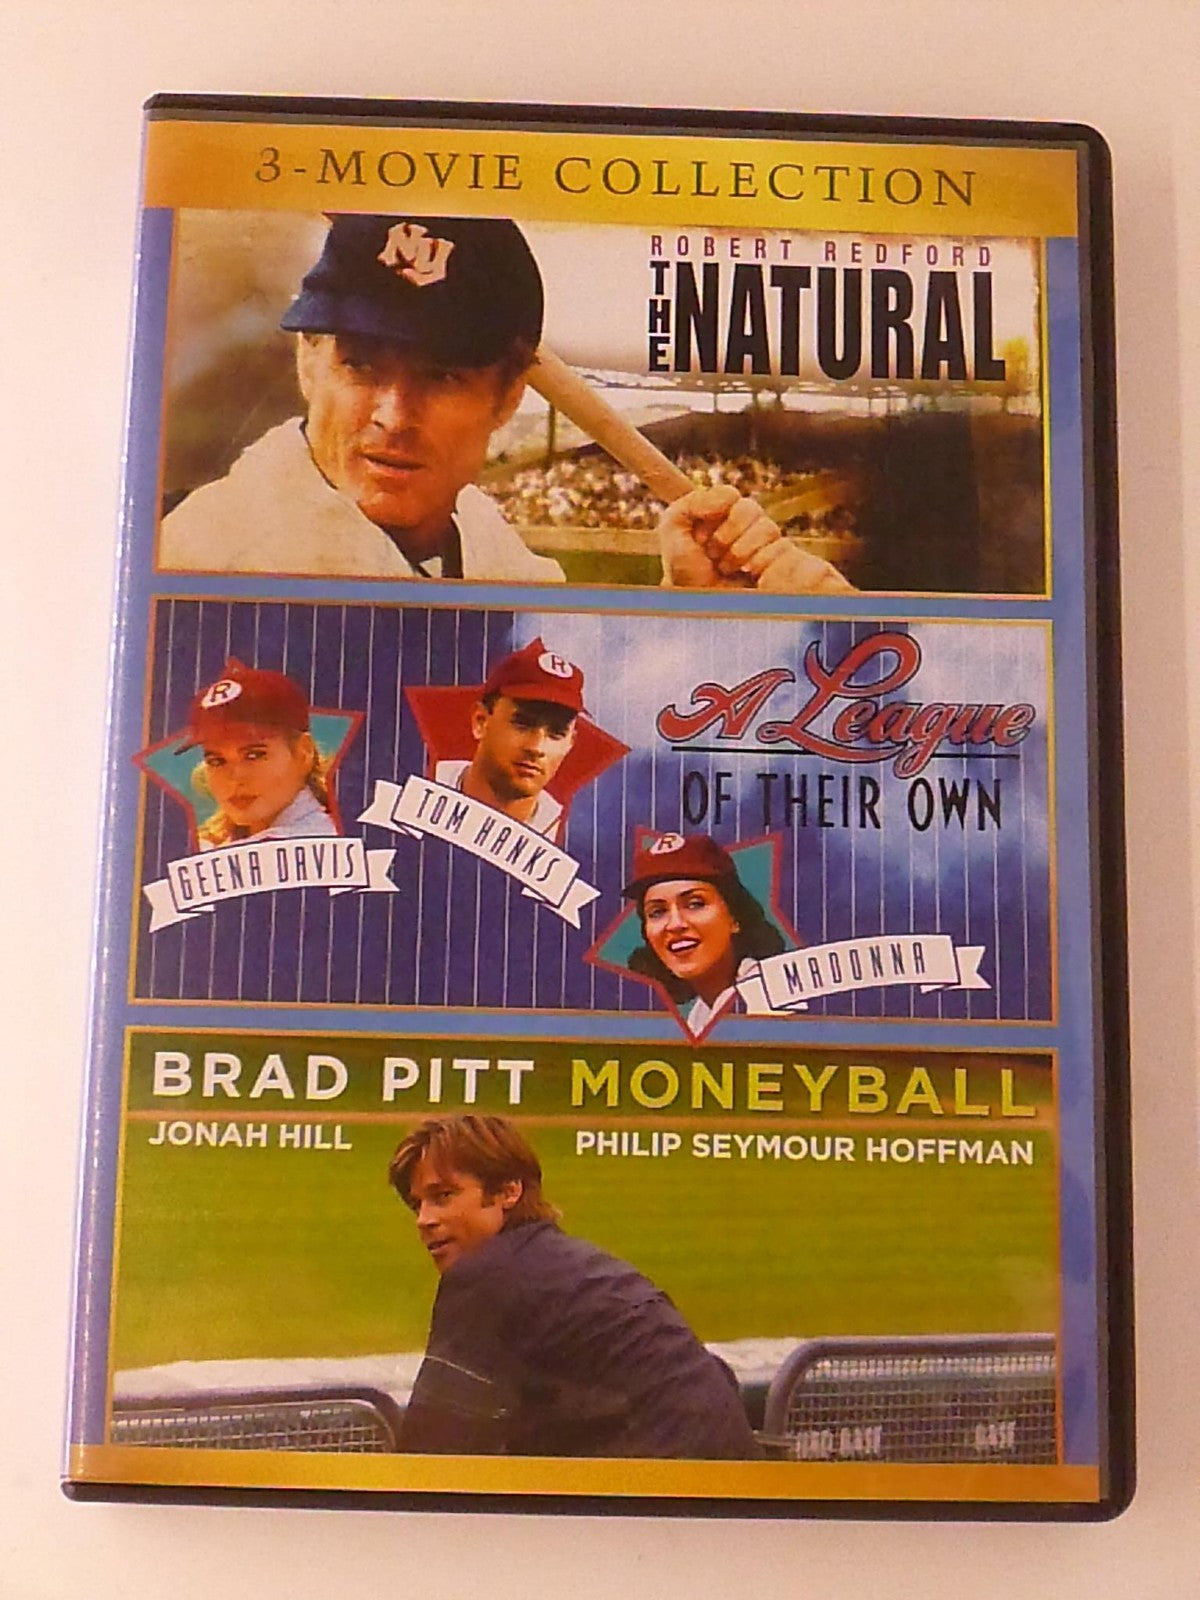 3-MOVIE COLLECTION
NY
ROBERT REDFORD
THE NATURAL
R
R
A League
OF THEIR OWN
TOM HANKS
GEENA DAVIS
R
MADONNA
BRAD PITT MONEYBALL
JONAH HILL PHILIP SEYMOUR HOFFMAN